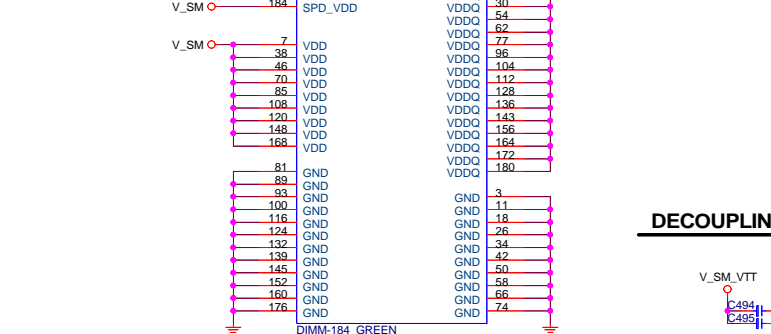 V_SM 184 SPD_VDD VDDQ 30
VDDQ 54
VDDQ 62
V_SM 7 VDD VDDQ 77
38 VDD VDDQ 96
46 VDD VDDQ 104
70 VDD VDDQ 112
85 VDD VDDQ 128
108 VDD VDDQ 136
120 VDD VDDQ 143
148 VDD VDDQ 156
168 VDD VDDQ 164
VDDQ 172
81 GND VDDQ 180
89 GND
93 GND GND 3
100 GND GND 11
116 GND GND 18
124 GND GND 26
132 GND GND 34
139 GND GND 42
145 GND GND 50
152 GND GND 58
160 GND GND 66
176 GND GND 74
DIMM-184_GREEN
DECOUPLIN
V_SM_VTT
C494
C495